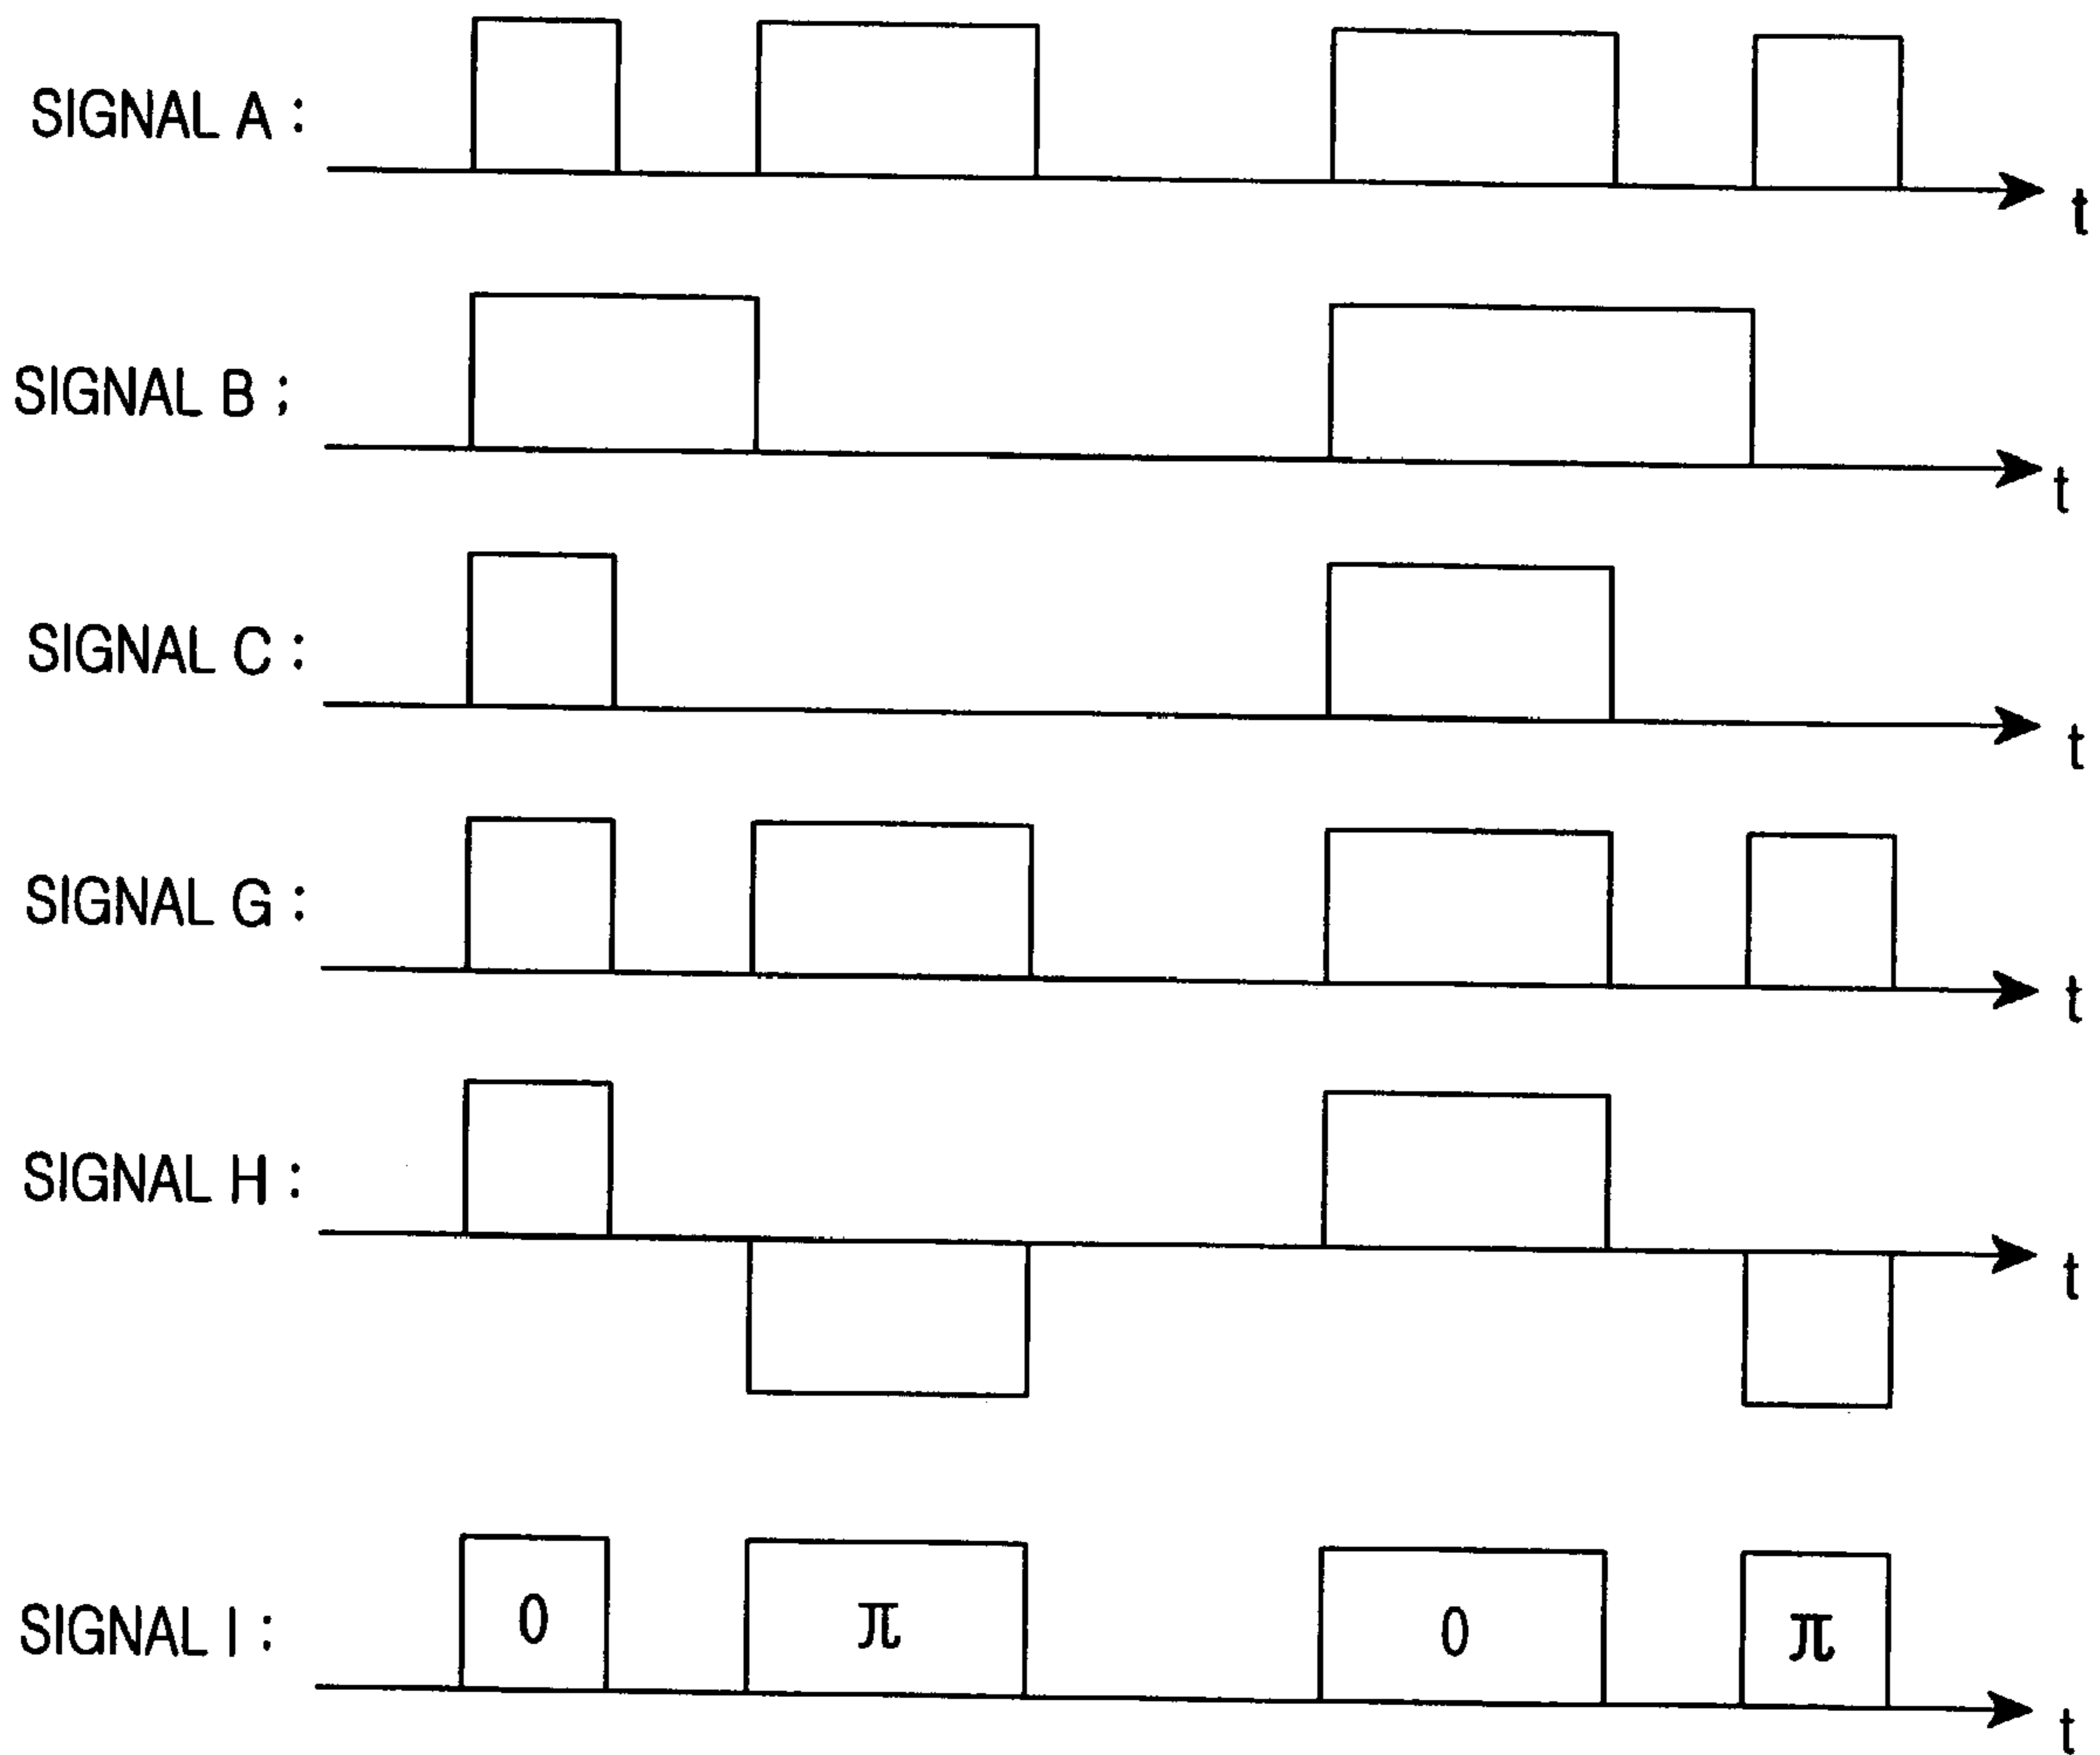 SIGNAL A :
t
SIGNAL B ;
t
SIGNAL C :
t
SIGNAL G :
t
SIGNAL H :
t
SIGNAL I :
0
π
0
π
t